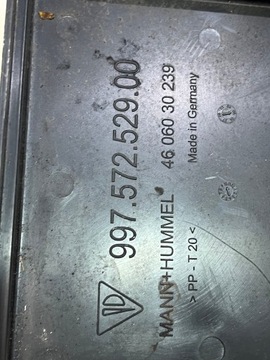 997.572.529.00
MANN+HUMMEL 46 060 30 239
> PP - T 20 < Made in Germany